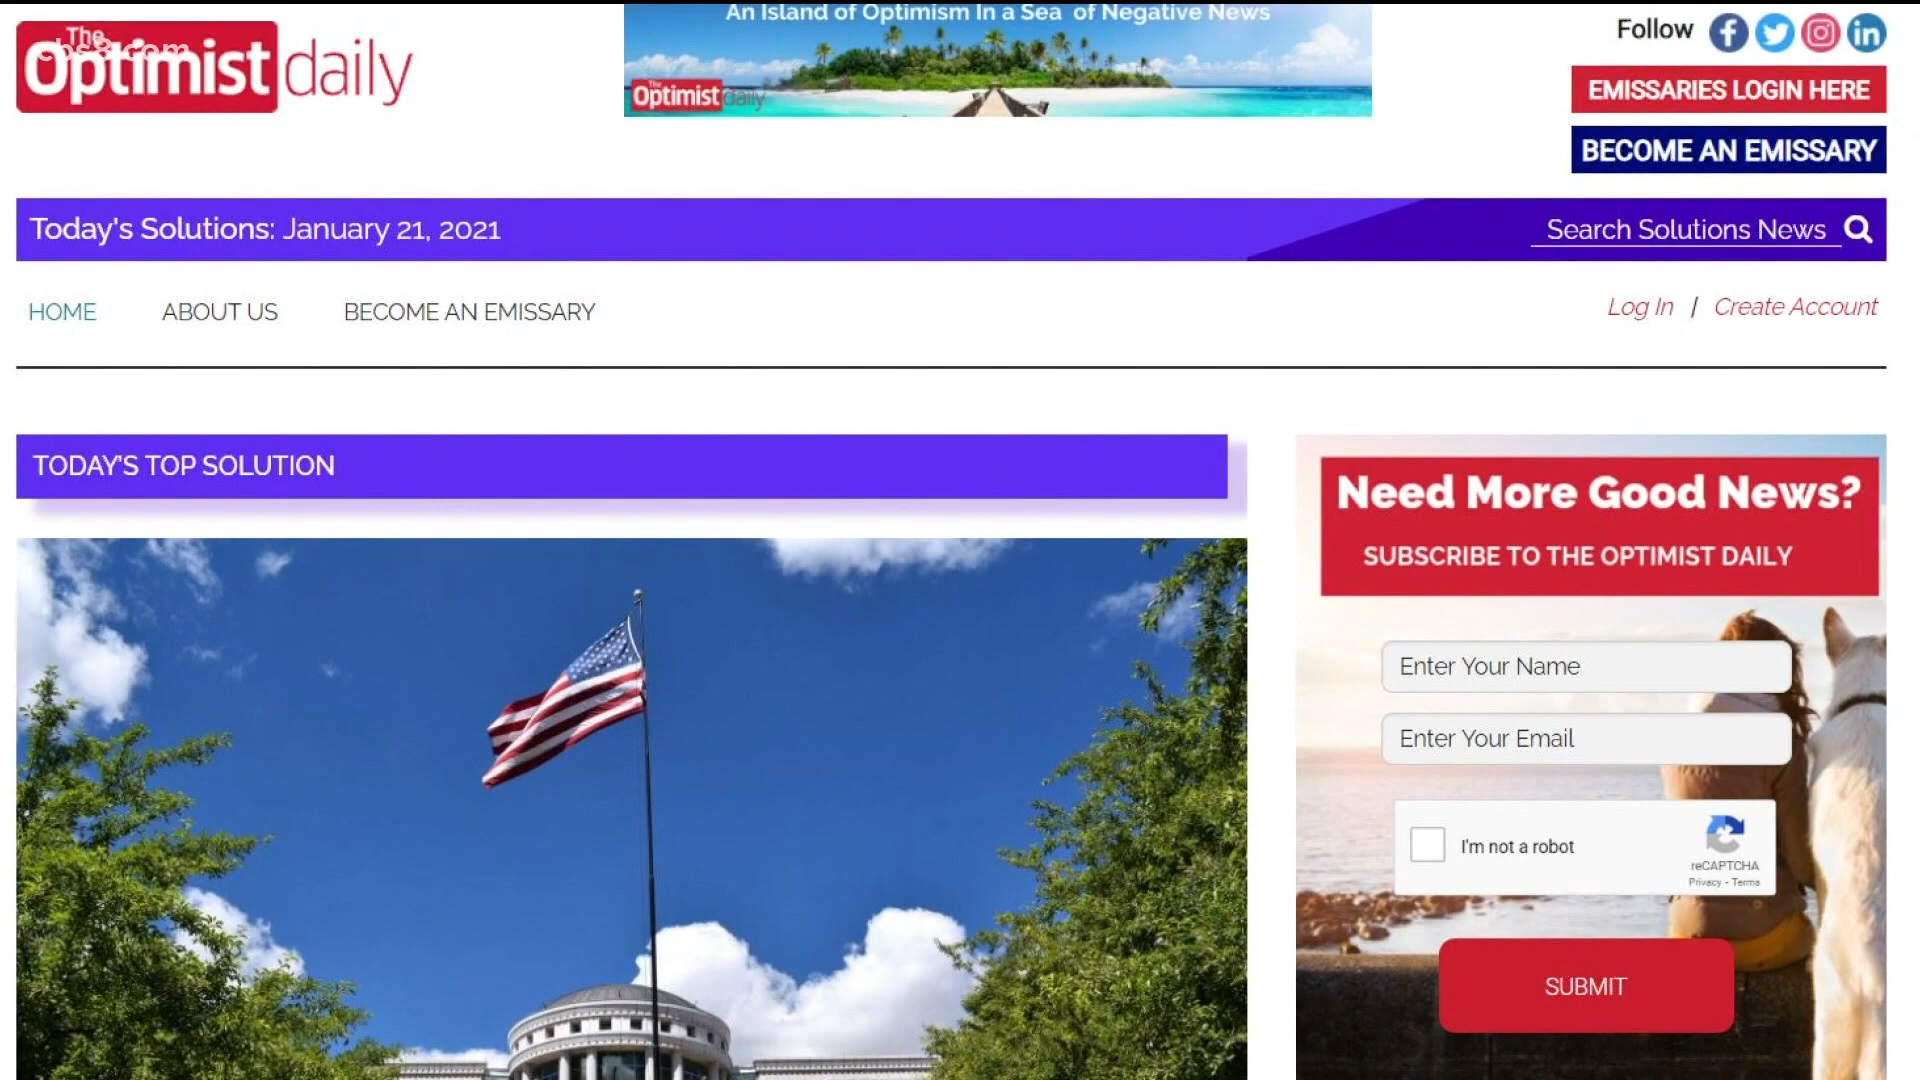 The
Optimist daily
cbs8.com
An Island of Optimism In a Sea of Negative News
The
Optimist daily
Follow
EMISSARIES LOGIN HERE
BECOME AN EMISSARY
Today's Solutions: January 21, 2021
Search Solutions News
HOME ABOUT US BECOME AN EMISSARY
Log In | Create Account
TODAY'S TOP SOLUTION
Need More Good News?
SUBSCRIBE TO THE OPTIMIST DAILY
Enter Your Name
Enter Your Email
I'm not a robot
reCAPTCHA
Privacy - Terms
SUBMIT